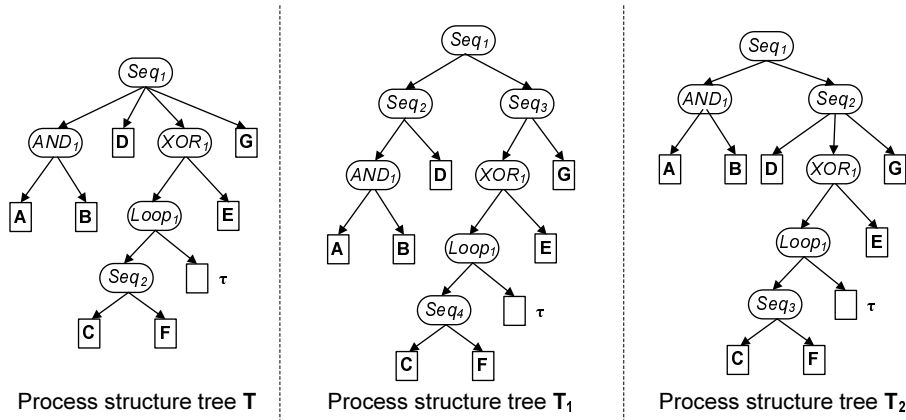 Seq1
AND1
D
XOR1
G
A
B
Loop1
E
Seq2
τ
C
F
Process structure tree T
Seq1
Seq2
Seq3
AND1
D
XOR1
G
A
B
Loop1
E
Seq4
τ
C
F
Process structure tree T1
Seq1
AND1
Seq2
A
B
D
XOR1
G
Loop1
E
Seq3
τ
C
F
Process structure tree T2